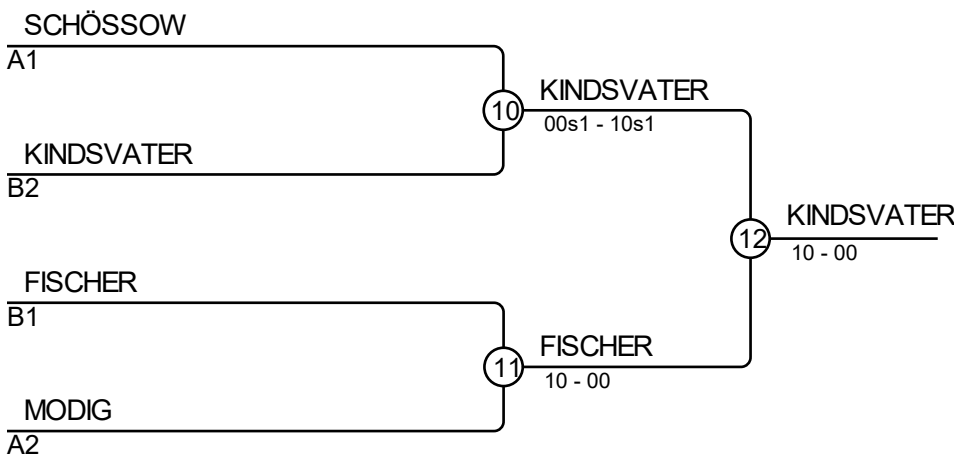 SCHÖSSOW
A1
10
KINDSVATER
00s1 - 10s1
KINDSVATER
B2
12
KINDSVATER
10 - 00
FISCHER
B1
11
FISCHER
10 - 00
MODIG
A2